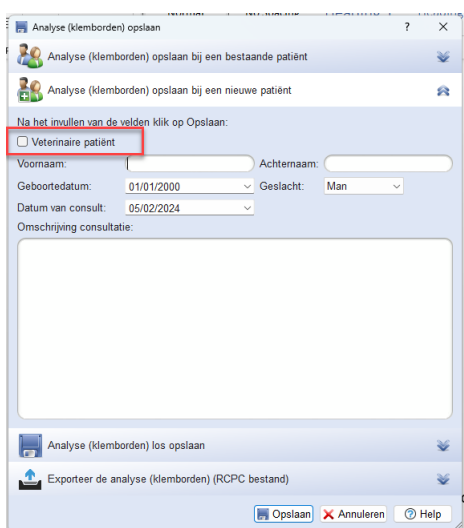 Analyse (klemborden) opslaan
Analyse (klemborden) opslaan bij een bestaande patiënt
Analyse (klemborden) opslaan bij een nieuwe patiënt
Na het invullen van de velden klik op Opslaan:
Veterinaire patiënt
Voornaam: Achternaam:
Geboortedatum: 01/01/2000 Geslacht: Man
Datum van consult: 05/02/2024
Omschrijving consultatie:
Analyse (klemborden) los opslaan
Exporteer de analyse (klemborden) (RCPC bestand)
Opslaan Annuleren Help